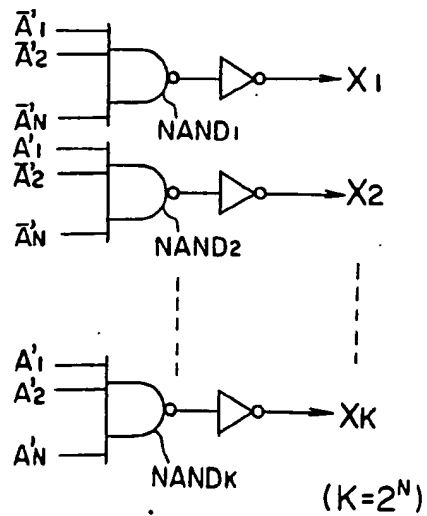 Ā'1
Ā'2
X1
Ā'N
NAND1
A'1
Ā'2
X2
Ā'N
NAND2
A'1
A'2
XK
A'N
NANDK
(K=2^N)